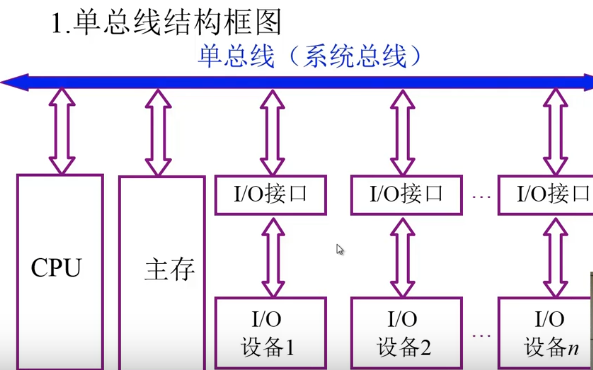 1.单总线结构框图
单总线（系统总线）
I/O接口
I/O接口
...
I/O接口
CPU
主存
I/O
设备1
I/O
设备2
...
I/O
设备n